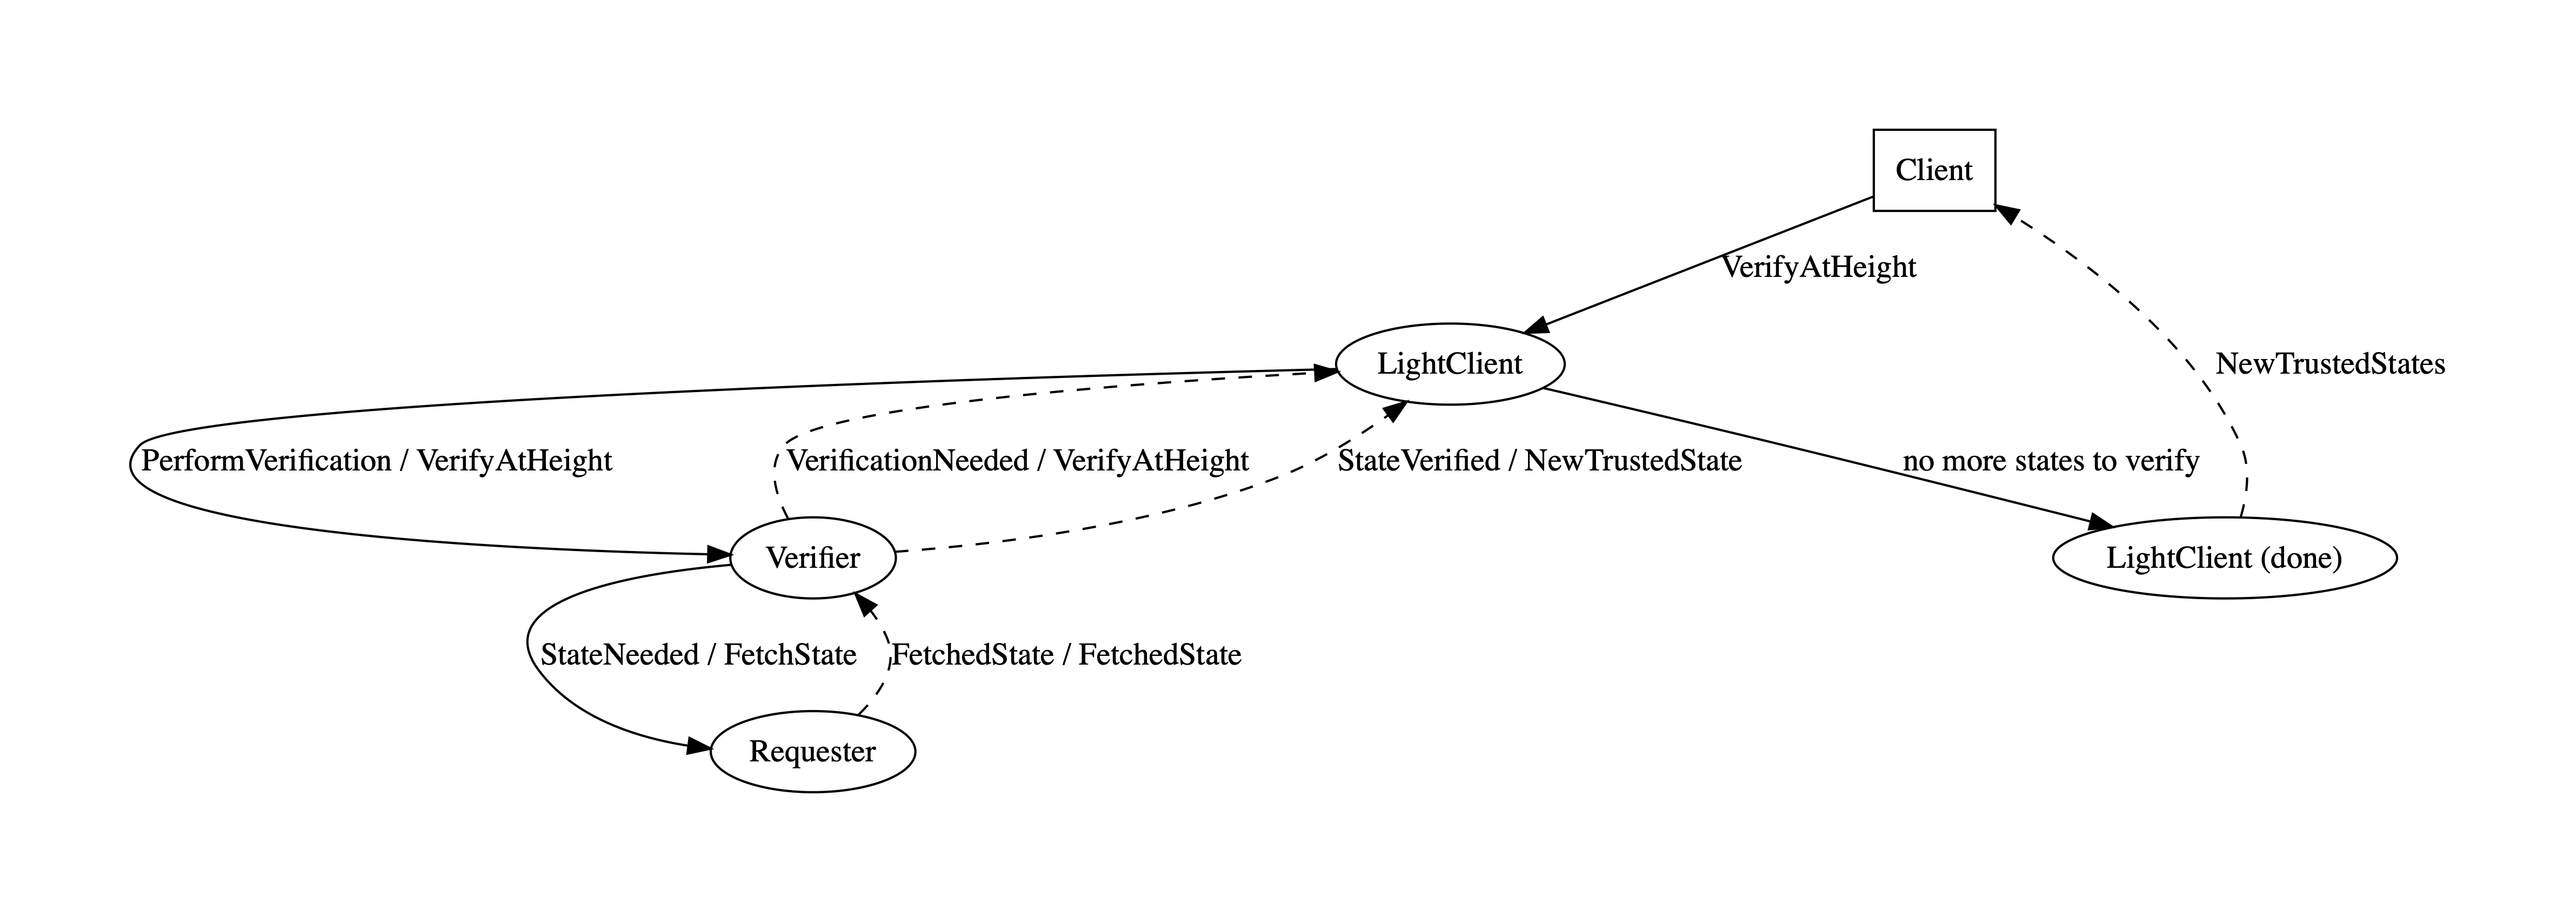 Client
VerifyAtHeight
LightClient
NewTrustedStates
PerformVerification / VerifyAtHeight
VerificationNeeded / VerifyAtHeight
StateVerified / NewTrustedState
no more states to verify
Verifier
LightClient (done)
StateNeeded / FetchState
FetchedState / FetchedState
Requester